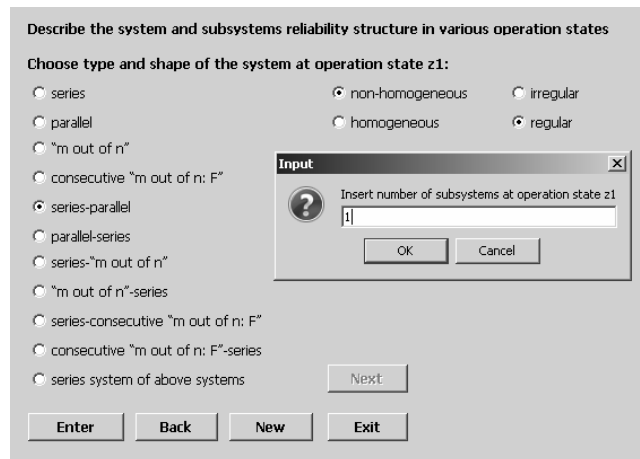 Describe the system and subsystems reliability structure in various operation states
Choose type and shape of the system at operation state z1:
series
non-homogeneous
irregular
parallel
homogeneous
regular
"m out of n"
consecutive "m out of n: F"
series-parallel
parallel-series
series-"m out of n"
"m out of n"-series
series-consecutive "m out of n: F"
consecutive "m out of n: F"-series
series system of above systems
Input
Insert number of subsystems at operation state z1
1
OK
Cancel
Next
Enter
Back
New
Exit